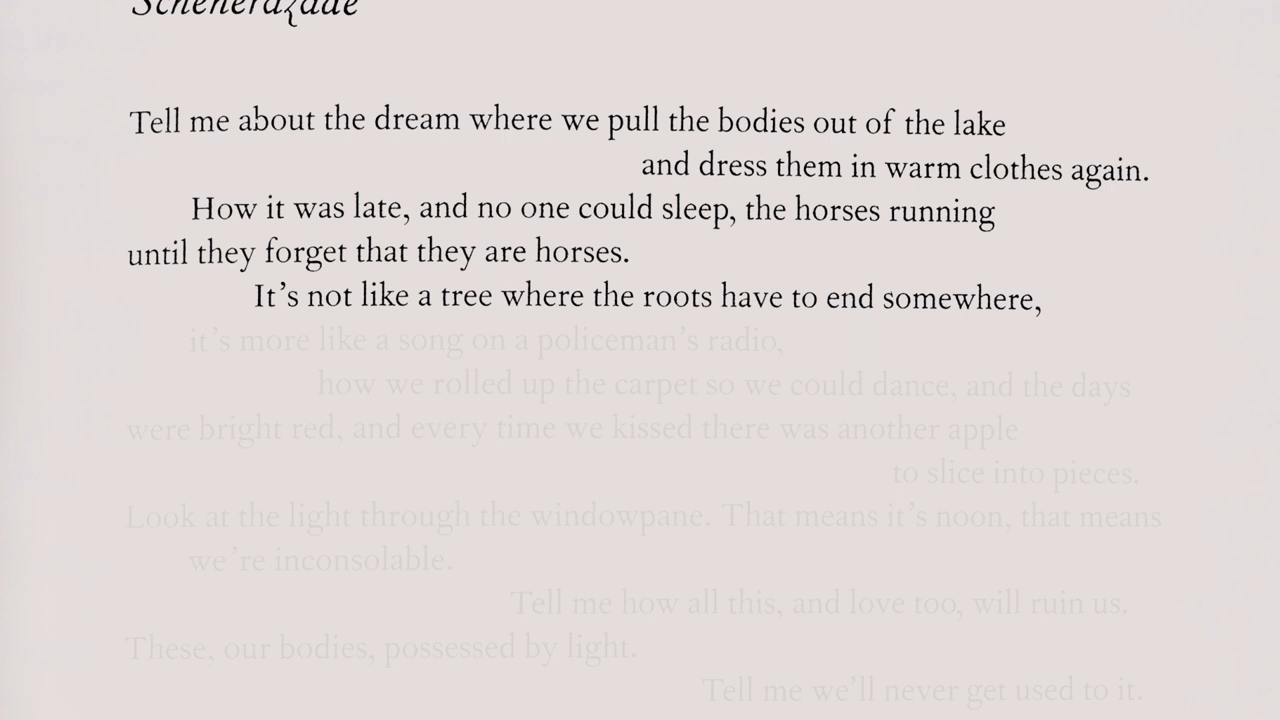 Scheherazade
Tell me about the dream where we pull the bodies out of the lake
and dress them in warm clothes again.
How it was late, and no one could sleep, the horses running
until they forget that they are horses.
It’s not like a tree where the roots have to end somewhere,
it’s more like a song on a policeman’s radio,
how we rolled up the carpet so we could dance, and the days
were bright red, and every time we kissed there was another apple
to slice into pieces.
Look at the light through the windowpane. That means it’s noon, that means
we’re inconsolable.
Tell me how all this, and love too, will ruin us.
These, our bodies, possessed by light.
Tell me we’ll never get used to it.